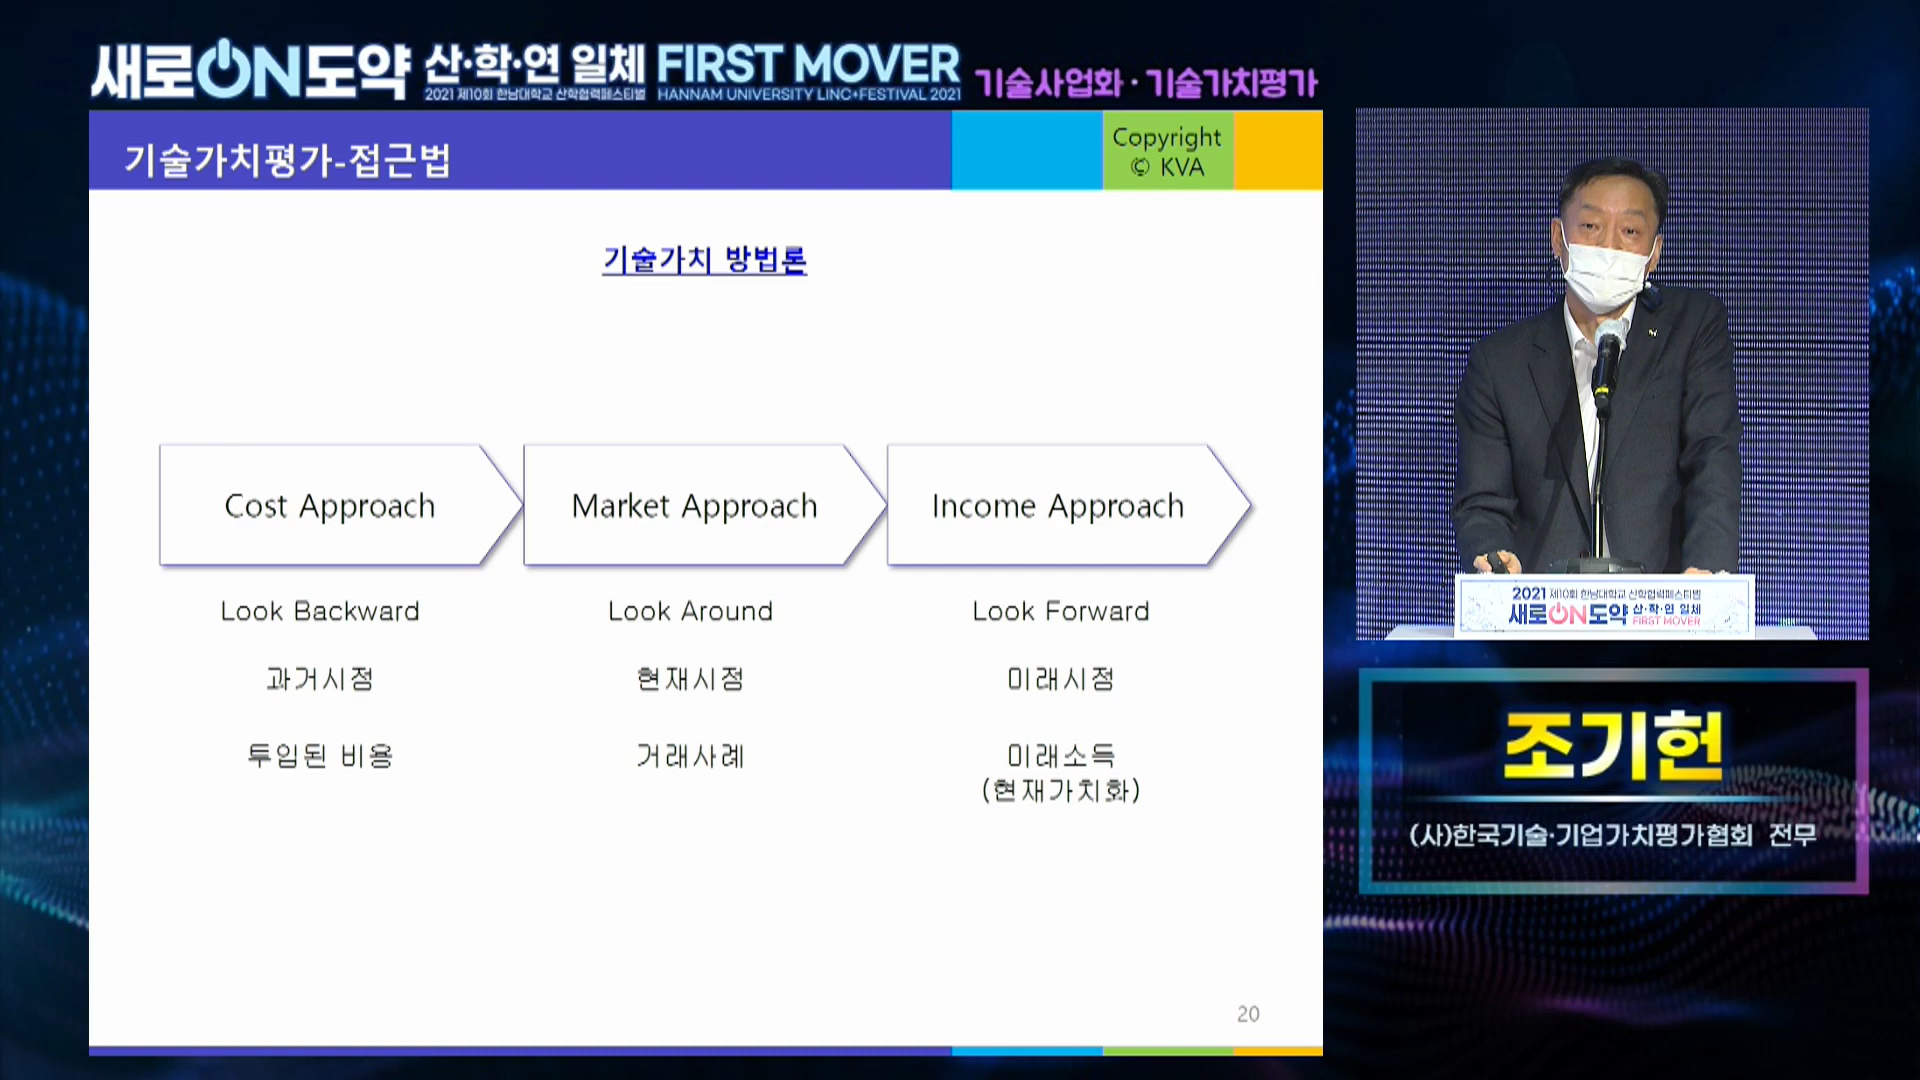 새로ON도약 산·학·연 일체 FIRST MOVER
2021 제10회 한남대학교 산학협력페스티벌 HANNAM UNIVERSITY LINC+FESTIVAL 2021
기술사업화·기술가치평가
기술가치평가-접근법
Copyright
© KVA
기술가치 방법론
Cost Approach
Market Approach
Income Approach
Look Backward
Look Around
Look Forward
과거시점
현재시점
미래시점
투입된 비용
거래사례
미래소득
(현재가치화)
20
2021 제10회 한남대학교 산학협력페스티벌
새로ON도약 산·학·연 일체
FIRST MOVER
조기헌
(사)한국기술·기업가치평가협회 전무